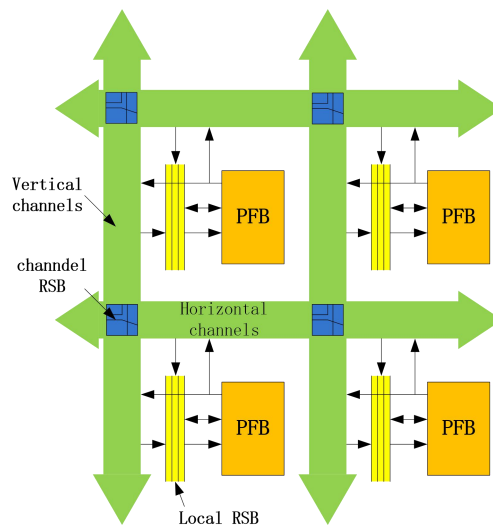 Vertical
channels
PFB
PFB
channdel
RSB
Horizontal
channels
PFB
PFB
Local RSB